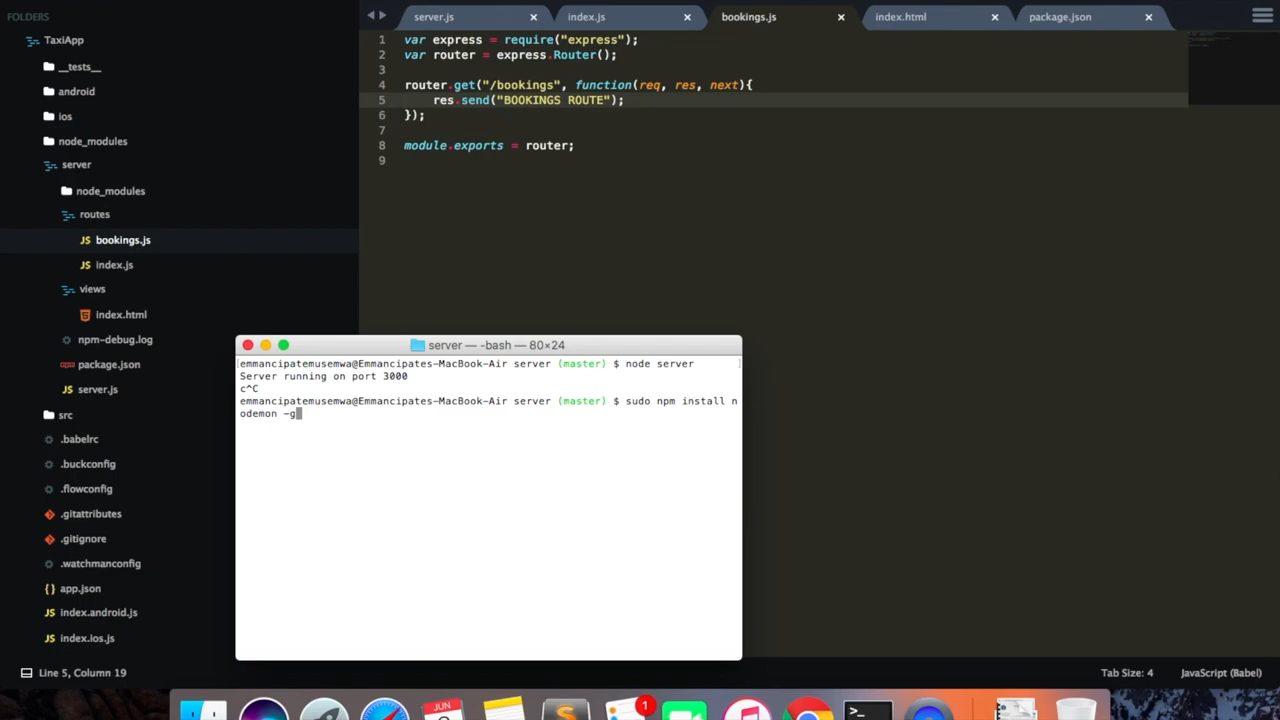 FOLDERS
TaxiApp
__tests__
android
ios
node_modules
server
node_modules
routes
bookings.js
index.js
views
index.html
npm-debug.log
package.json
server.js
src
.babelrc
.buckconfig
.flowconfig
.gitattributes
.gitignore
.watchmanconfig
app.json
index.android.js
index.ios.js
server.js
index.js
bookings.js
index.html
package.json
1 var express = require("express");
2 var router = express.Router();
3
4 router.get("/bookings", function(req, res, next){
5 res.send("BOOKINGS ROUTE");
6 });
7
8 module.exports = router;
9
server — -bash — 80×24
[emmancipatemusemwa@Emmancipates-MacBook-Air server (master) $ node server ]
Server running on port 3000
c^C
emmancipatemusemwa@Emmancipates-MacBook-Air server (master) $ sudo npm install n
odemon -g
Line 5, Column 19
Tab Size: 4
JavaScript (Babel)
JUN
1